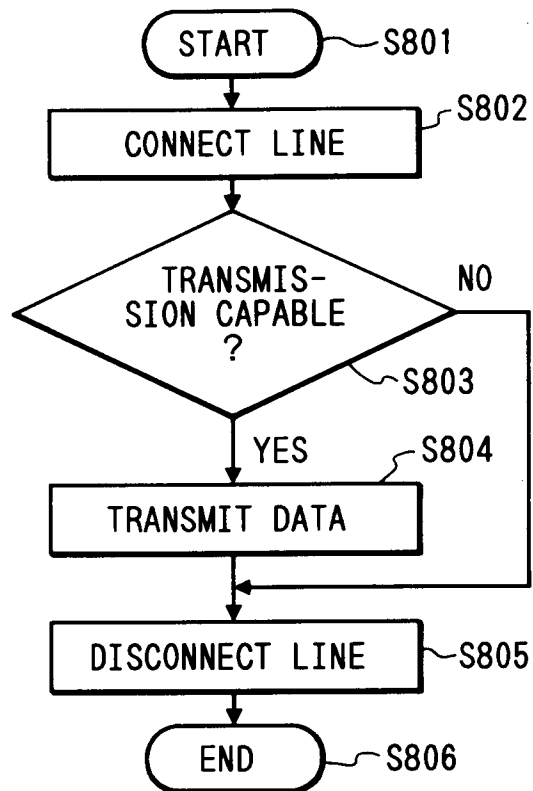 START
S801
S802
CONNECT LINE
TRANSMIS-
SION CAPABLE
?
NO
S803
YES
S804
TRANSMIT DATA
DISCONNECT LINE
S805
END
S806